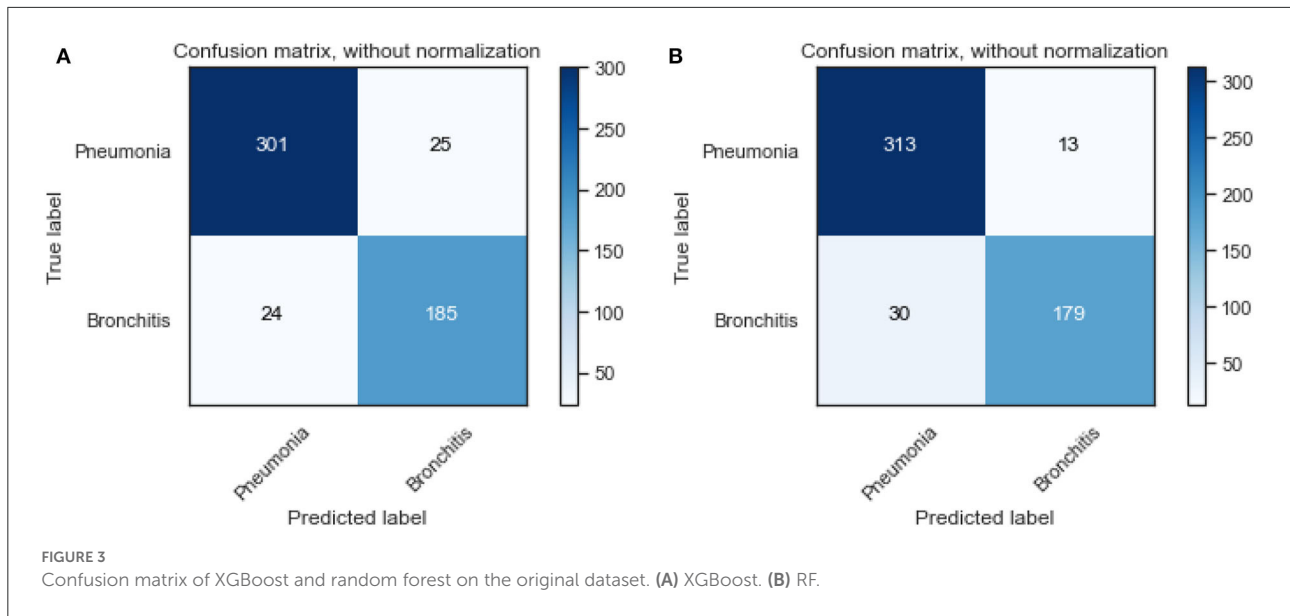 A
Confusion matrix, without normalization
True label
Pneumonia
Bronchitis
301
25
24
185
Pneumonia
Bronchitis
Predicted label
300
250
200
150
100
50
B
Confusion matrix, without normalization
True label
Pneumonia
Bronchitis
313
13
30
179
Pneumonia
Bronchitis
Predicted label
300
250
200
150
100
50
FIGURE 3
Confusion matrix of XGBoost and random forest on the original dataset. (A) XGBoost. (B) RF.